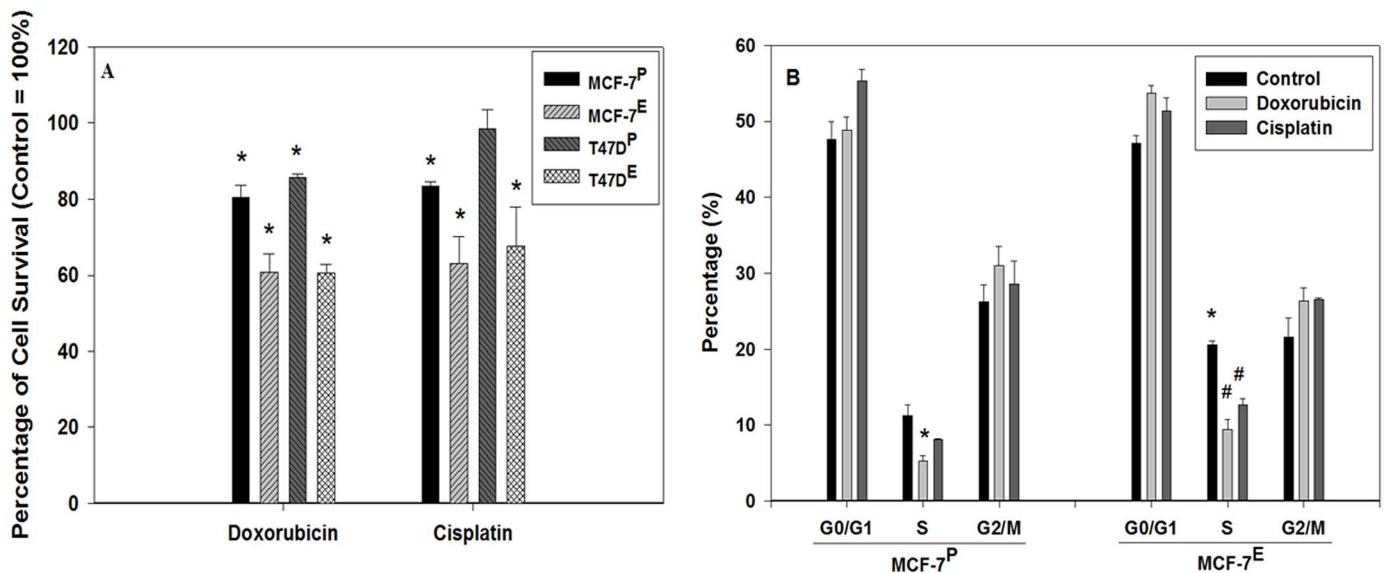 Percentage of Cell Survival (Control = 100%)
120
100
80
60
40
20
0
A
MCF-7P
MCF-7E
T47DP
T47DE
* * * *
* * *
Doxorubicin Cisplatin
Percentage (%)
60
50
40
30
20
10
0
B
Control
Doxorubicin
Cisplatin
*
* # #
G0/G1 S G2/M G0/G1 S G2/M
MCF-7P MCF-7E